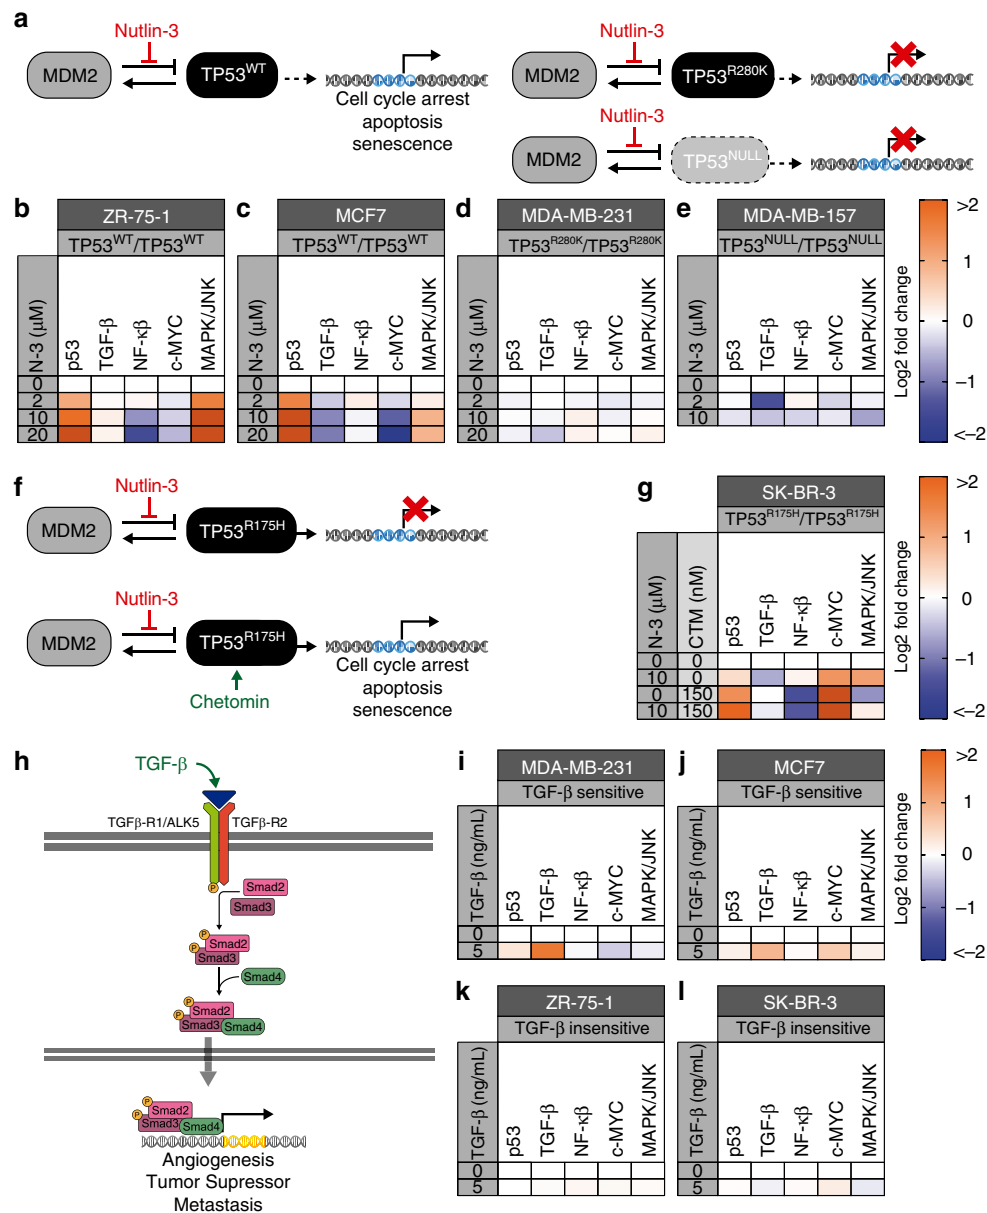 a
Nutlin-3
MDM2
TP53WT
Cell cycle arrest
apoptosis
senescence
Nutlin-3
MDM2
TP53R280K
Nutlin-3
MDM2
TP53NULL
b
ZR-75-1
TP53WT/TP53WT
N-3 (μM)
p53
TGF-β
NF-κβ
c-MYC
MAPK/JNK
0
2
10
20
c
MCF7
TP53WT/TP53WT
N-3 (μM)
p53
TGF-β
NF-κβ
c-MYC
MAPK/JNK
0
2
10
20
d
MDA-MB-231
TP53R280K/TP53R280K
N-3 (μM)
p53
TGF-β
NF-κβ
c-MYC
MAPK/JNK
0
2
10
20
e
MDA-MB-157
TP53NULL/TP53NULL
N-3 (μM)
p53
TGF-β
NF-κβ
c-MYC
MAPK/JNK
0
2
10
Log2 fold change
>2
1
0
−1
<−2
f
Nutlin-3
MDM2
TP53R175H
Nutlin-3
MDM2
TP53R175H
Chetomin
Cell cycle arrest
apoptosis
senescence
g
SK-BR-3
TP53R175H/TP53R175H
N-3 (μM)
CTM (nM)
p53
TGF-β
NF-κβ
c-MYC
MAPK/JNK
0 0
10 0
0 150
10 150
Log2 fold change
>2
1
0
−1
<−2
h
TGF-β
TGFβ-R1/ALK5
TGFβ-R2
P
Smad2
Smad3
P
Smad2
P
Smad3
Smad4
P
Smad2
P
Smad3
Smad4
P
Smad2
P
Smad3
Smad4
Angiogenesis
Tumor Supressor
Metastasis
i
MDA-MB-231
TGF-β sensitive
TGF-β (ng/mL)
p53
TGF-β
NF-κβ
c-MYC
MAPK/JNK
0
5
j
MCF7
TGF-β sensitive
TGF-β (ng/mL)
p53
TGF-β
NF-κβ
c-MYC
MAPK/JNK
0
5
Log2 fold change
>2
1
0
−1
<−2
k
ZR-75-1
TGF-β insensitive
TGF-β (ng/mL)
p53
TGF-β
NF-κβ
c-MYC
MAPK/JNK
0
5
l
SK-BR-3
TGF-β insensitive
TGF-β (ng/mL)
p53
TGF-β
NF-κβ
c-MYC
MAPK/JNK
0
5